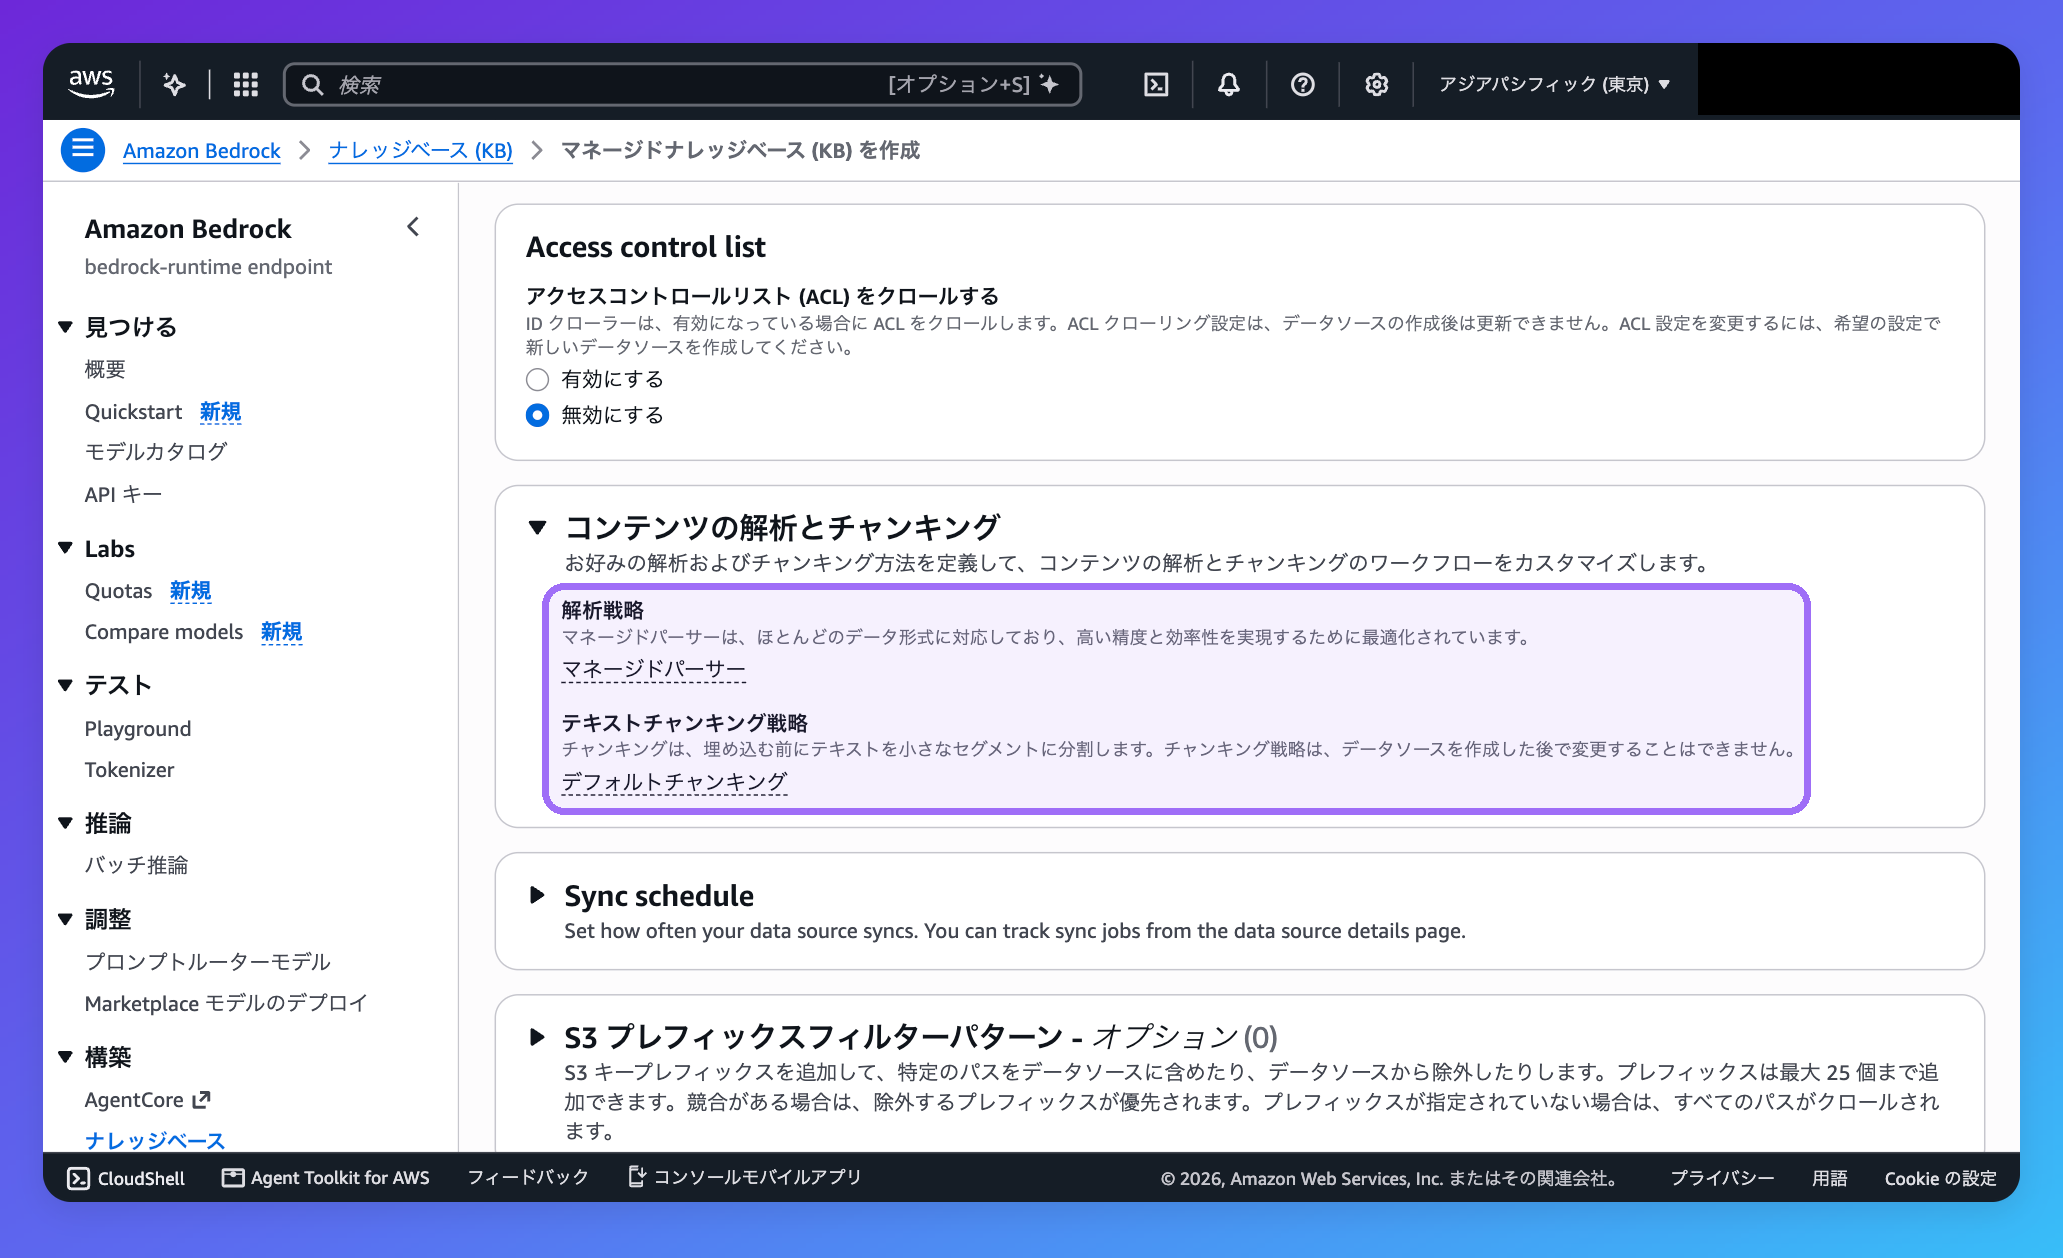 aws
検索 [オプション+S]
アジアパシフィック (東京) ▼
Amazon Bedrock > ナレッジベース (KB) > マネージドナレッジベース (KB) を作成
Amazon Bedrock
bedrock-runtime endpoint
見つける
概要
Quickstart 新規
モデルカタログ
API キー
Labs
Quotas 新規
Compare models 新規
テスト
Playground
Tokenizer
推論
バッチ推論
調整
プロンプトルーターモデル
Marketplace モデルのデプロイ
構築
AgentCore
ナレッジベース
Access control list
アクセスコントロールリスト (ACL) をクロールする
ID クローラーは、有効になっている場合に ACL をクロールします。ACL クローリング設定は、データソースの作成後は更新できません。ACL 設定を変更するには、希望の設定で
新しいデータソースを作成してください。
有効にする
無効にする
コンテンツの解析とチャンキング
お好みの解析およびチャンキング方法を定義して、コンテンツの解析とチャンキングのワークフローをカスタマイズします。
解析戦略
マネージドパーサーは、ほとんどのデータ形式に対応しており、高い精度と効率性を実現するために最適化されています。
マネージドパーサー
テキストチャンキング戦略
チャンキングは、埋め込む前にテキストを小さなセグメントに分割します。チャンキング戦略は、データソースを作成した後で変更することはできません。
デフォルトチャンキング
Sync schedule
Set how often your data source syncs. You can track sync jobs from the data source details page.
S3 プレフィックスフィルターパターン - オプション (0)
S3 キープレフィックスを追加して、特定のパスをデータソースに含めたり、データソースから除外したりします。プレフィックスは最大 25 個まで追
加できます。競合がある場合は、除外するプレフィックスが優先されます。プレフィックスが指定されていない場合は、すべてのパスがクロールされ
ます。
CloudShell Agent Toolkit for AWS フィードバック コンソールモバイルアプリ © 2026, Amazon Web Services, Inc. またはその関連会社。 プライバシー 用語 Cookie の設定